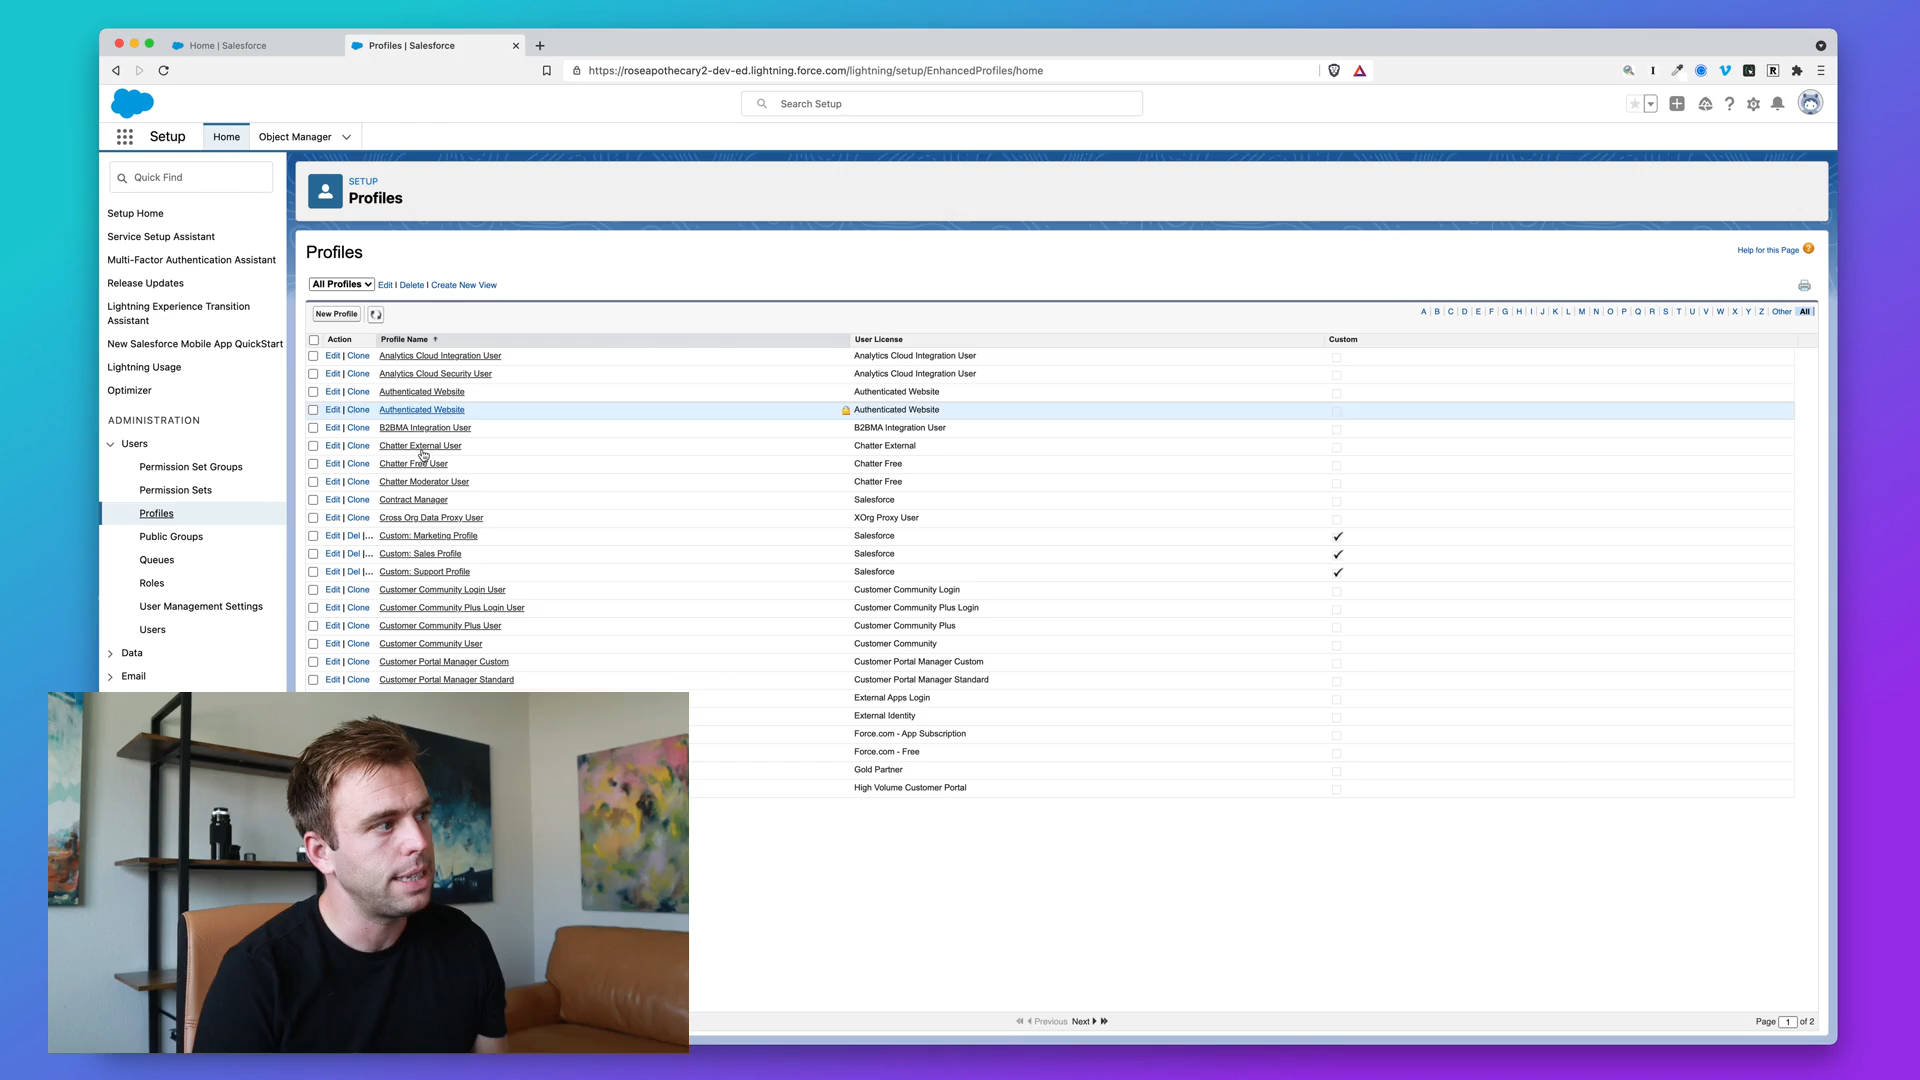 Home | Salesforce
Profiles | Salesforce
https://roseapothecary2-dev-ed.lightning.force.com/lightning/setup/EnhancedProfiles/home
Search Setup
Setup
Home
Object Manager
Quick Find
Setup Home
Service Setup Assistant
Multi-Factor Authentication Assistant
Release Updates
Lightning Experience Transition
Assistant
New Salesforce Mobile App QuickStart
Lightning Usage
Optimizer
ADMINISTRATION
Users
Permission Set Groups
Permission Sets
Profiles
Public Groups
Queues
Roles
User Management Settings
Users
Data
Email
SETUP
Profiles
Profiles
Help for this Page
All Profiles Edit | Delete | Create New View
New Profile
A | B | C | D | E | F | G | H | I | J | K | L | M | N | O | P | Q | R | S | T | U | V | W | X | Y | Z | Other | All
Action Profile Name User License Custom
Edit | Clone Analytics Cloud Integration User Analytics Cloud Integration User
Edit | Clone Analytics Cloud Security User Analytics Cloud Integration User
Edit | Clone Authenticated Website Authenticated Website
Edit | Clone Authenticated Website Authenticated Website
Edit | Clone B2BMA Integration User B2BMA Integration User
Edit | Clone Chatter External User Chatter External
Edit | Clone Chatter Free User Chatter Free
Edit | Clone Chatter Moderator User Chatter Free
Edit | Clone Contract Manager Salesforce
Edit | Clone Cross Org Data Proxy User XOrg Proxy User
Edit | Del |... Custom: Marketing Profile Salesforce
Edit | Del |... Custom: Sales Profile Salesforce
Edit | Del |... Custom: Support Profile Salesforce
Edit | Clone Customer Community Login User Customer Community Login
Edit | Clone Customer Community Plus Login User Customer Community Plus Login
Edit | Clone Customer Community Plus User Customer Community Plus
Edit | Clone Customer Community User Customer Community
Edit | Clone Customer Portal Manager Custom Customer Portal Manager Custom
Edit | Clone Customer Portal Manager Standard Customer Portal Manager Standard
External Apps Login
External Identity
Force.com - App Subscription
Force.com - Free
Gold Partner
High Volume Customer Portal
Previous Next
Page 1 of 2